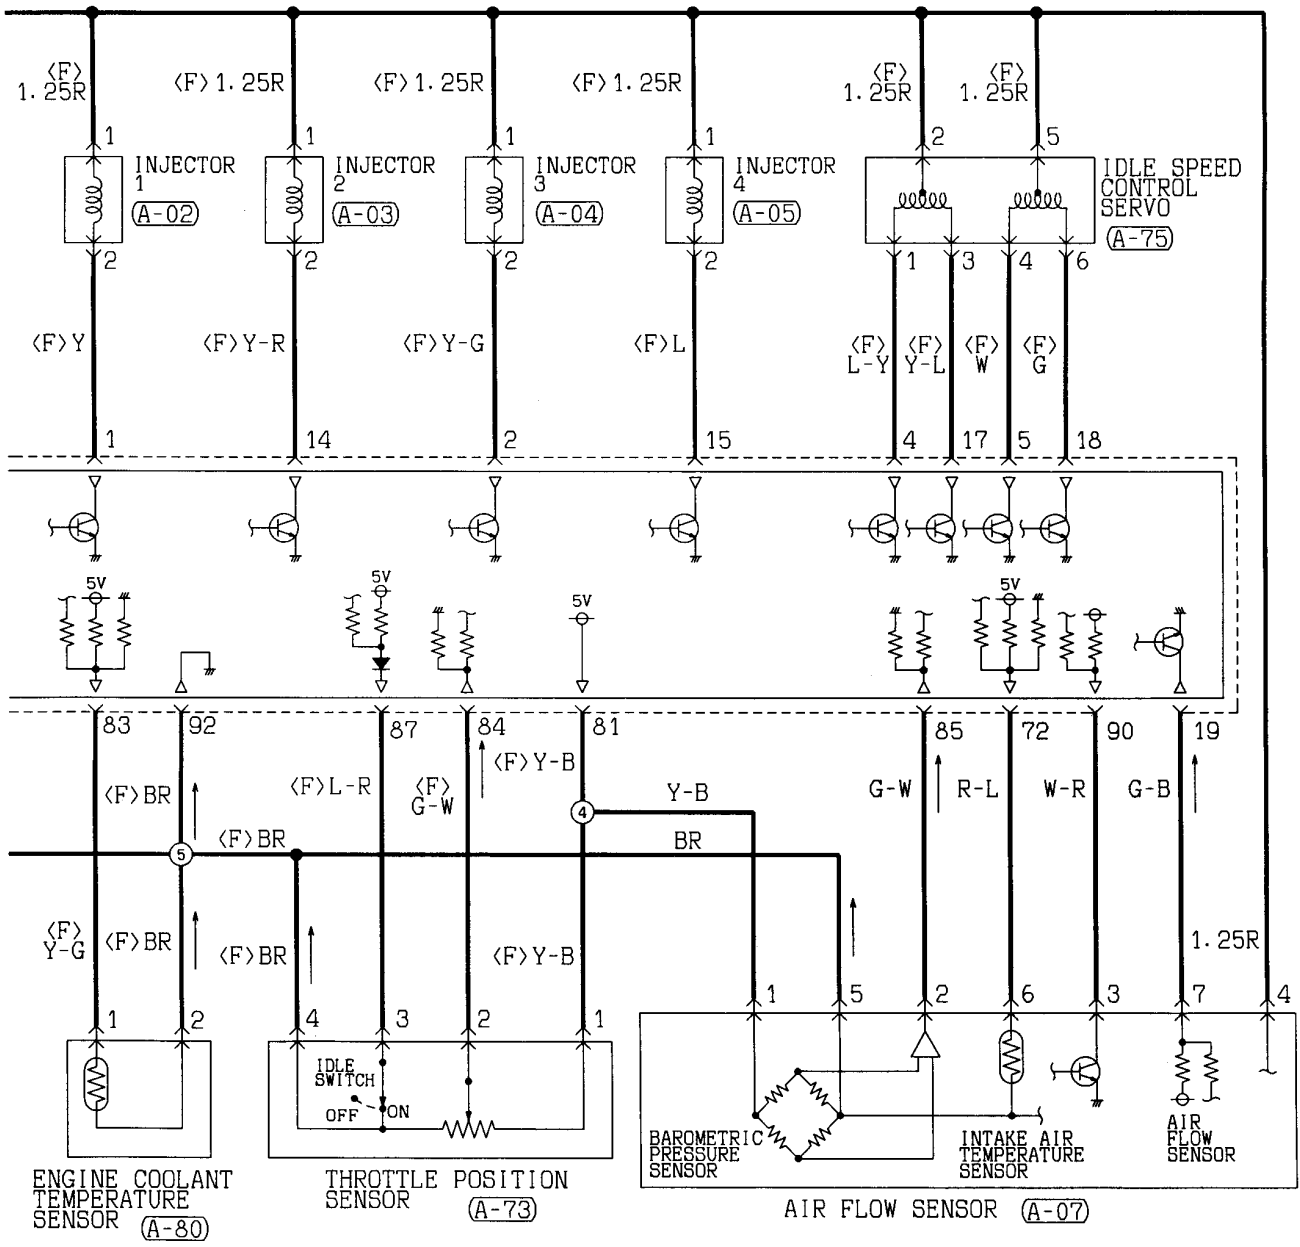 〈F〉
1.25R
〈F〉1.25R
〈F〉1.25R
〈F〉1.25R
〈F〉
1.25R
〈F〉
1.25R
1
1
1
1
2
5
INJECTOR
1
A-02
INJECTOR
2
A-03
INJECTOR
3
A-04
INJECTOR
4
A-05
IDLE SPEED
CONTROL
SERVO
A-75
2
2
2
2
1
3
4
6
〈F〉Y
〈F〉Y-R
〈F〉Y-G
〈F〉L
〈F〉
L-Y
〈F〉
Y-L
〈F〉
W
〈F〉
G
1
14
2
15
4
17
5
18
5V
5V
5V
5V
83
92
87
84
81
85
72
90
19
〈F〉BR
〈F〉L-R
〈F〉
G-W
〈F〉Y-B
Y-B
G-W
R-L
W-R
G-B
4
5
〈F〉BR
BR
〈F〉
Y-G
〈F〉BR
〈F〉BR
〈F〉Y-B
1.25R
1
2
4
3
2
1
1
5
2
6
3
7
4
IDLE
SWITCH
OFF
ON
BAROMETRIC
PRESSURE
SENSOR
INTAKE AIR
TEMPERATURE
SENSOR
AIR
FLOW
SENSOR
ENGINE COOLANT
TEMPERATURE
SENSOR
A-80
THROTTLE POSITION
SENSOR
A-73
AIR FLOW SENSOR
A-07